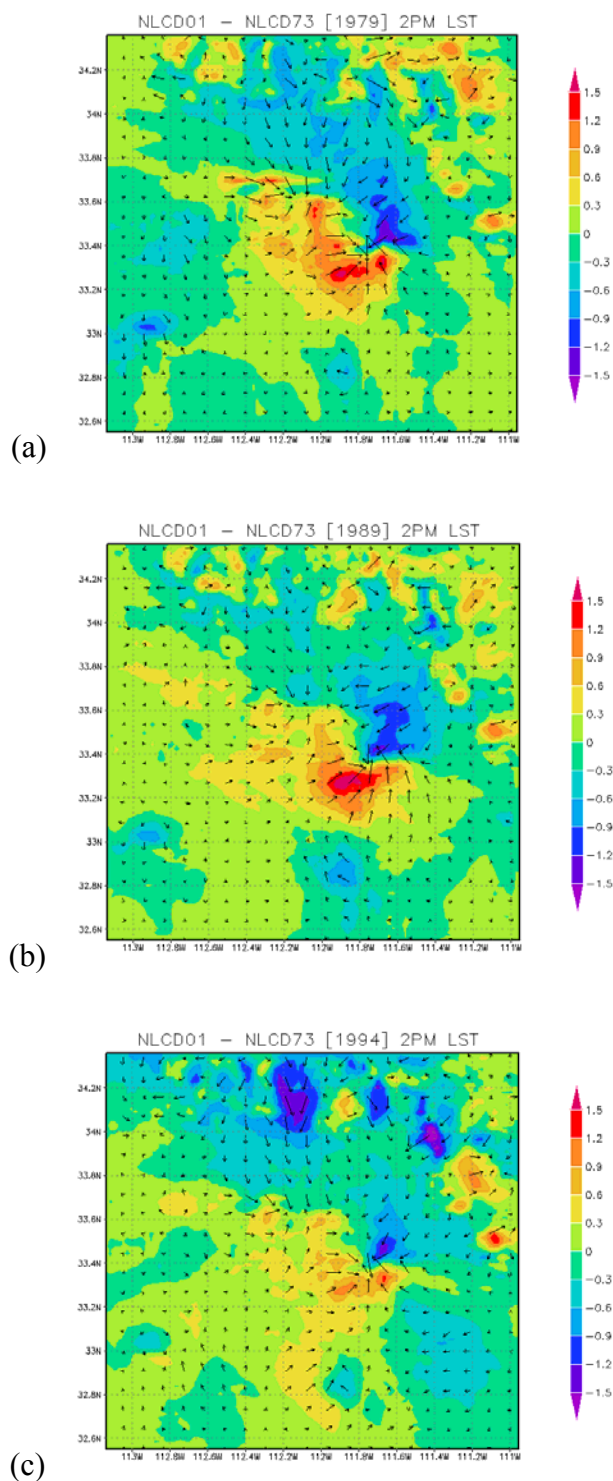 NLCD01 – NLCD73 [1979] 2PM LST
34.2N
34N
33.8N
33.6N
33.4N
33.2N
33N
32.8N
32.6N
113W 112.8W 112.6W 112.4W 112.2W 112W 111.8W 111.6W 111.4W 111.2W 111W
1.5
1.2
0.9
0.6
0.3
0
−0.3
−0.6
−0.9
−1.2
−1.5
(a)
NLCD01 – NLCD73 [1989] 2PM LST
34.2N
34N
33.8N
33.6N
33.4N
33.2N
33N
32.8N
32.6N
113W 112.8W 112.6W 112.4W 112.2W 112W 111.8W 111.6W 111.4W 111.2W 111W
1.5
1.2
0.9
0.6
0.3
0
−0.3
−0.6
−0.9
−1.2
−1.5
(b)
NLCD01 – NLCD73 [1994] 2PM LST
34.2N
34N
33.8N
33.6N
33.4N
33.2N
33N
32.8N
32.6N
113W 112.8W 112.6W 112.4W 112.2W 112W 111.8W 111.6W 111.4W 111.2W 111W
1.5
1.2
0.9
0.6
0.3
0
−0.3
−0.6
−0.9
−1.2
−1.5
(c)